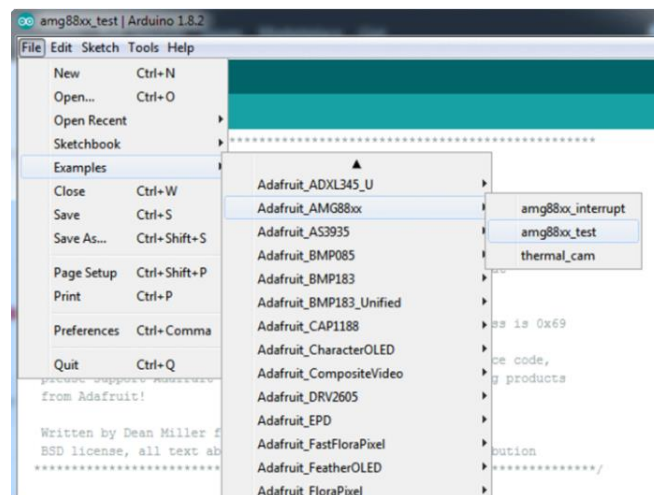 amg88xx_test | Arduino 1.8.2
File Edit Sketch Tools Help
New Ctrl+N
Open... Ctrl+O
Open Recent
Sketchbook
Examples
Close Ctrl+W
Save Ctrl+S
Save As... Ctrl+Shift+S
Page Setup Ctrl+Shift+P
Print Ctrl+P
Preferences Ctrl+Comma
Quit Ctrl+Q
Adafruit_ADXL345_U
Adafruit_AMG88xx
Adafruit_AS3935
Adafruit_BMP085
Adafruit_BMP183
Adafruit_BMP183_Unified
Adafruit_CAP1188
Adafruit_CharacterOLED
Adafruit_CompositeVideo
Adafruit_DRV2605
Adafruit_EPD
Adafruit_FastFloraPixel
Adafruit_FeatherOLED
Adafruit_FloraPixel
amg88xx_interrupt
amg88xx_test
thermal_cam
ss is 0x69
ce code,
please support Adafruit
g products
from Adafruit!
Written by Dean Miller f
BSD license, all text ab
bution
*****/